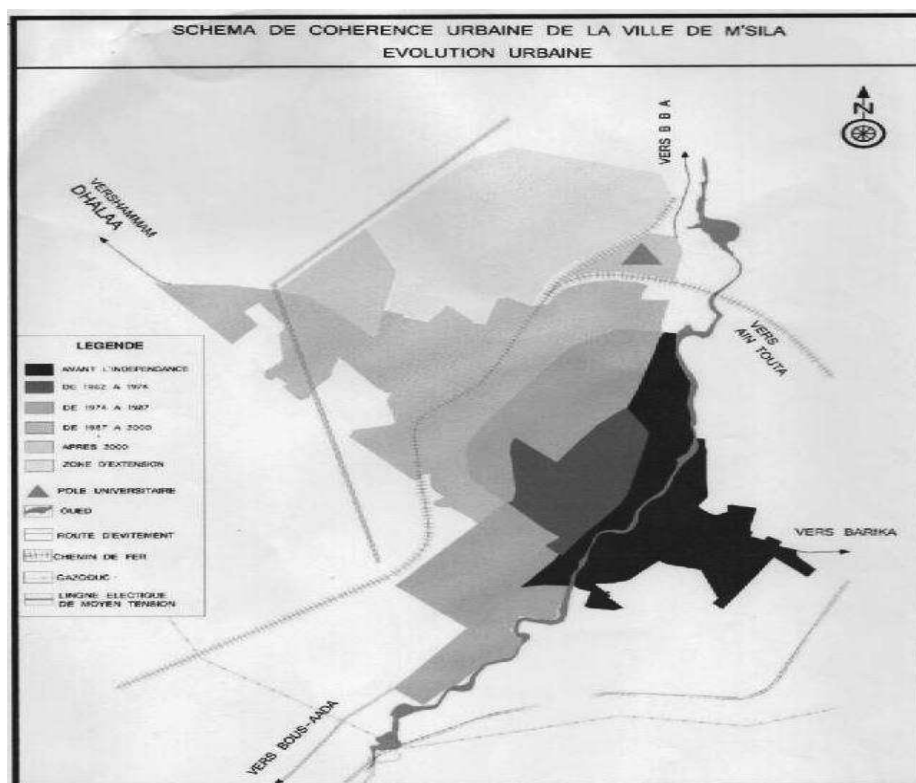 SCHEMA DE COHERENCE URBAINE DE LA VILLE DE M'SILA
EVOLUTION URBAINE
N
VERS B B A
VERSHAMMAM
DHALAA
VERS
AIN TOUTA
LEGENDE
AVANT L'INDEPENDANCE
DE 1962 A 1974
DE 1974 A 1987
DE 1987 A 2000
APRES 2000
ZONE D'EXTENSION
POLE UNIVERSITAIRE
OUED
ROUTE D'EVITEMENT
CHEMIN DE FER
GAZODUC
LINGNE ELECTIQUE
DE MOYEN TENSION
VERS BARIKA
VERS BOUS-AADA